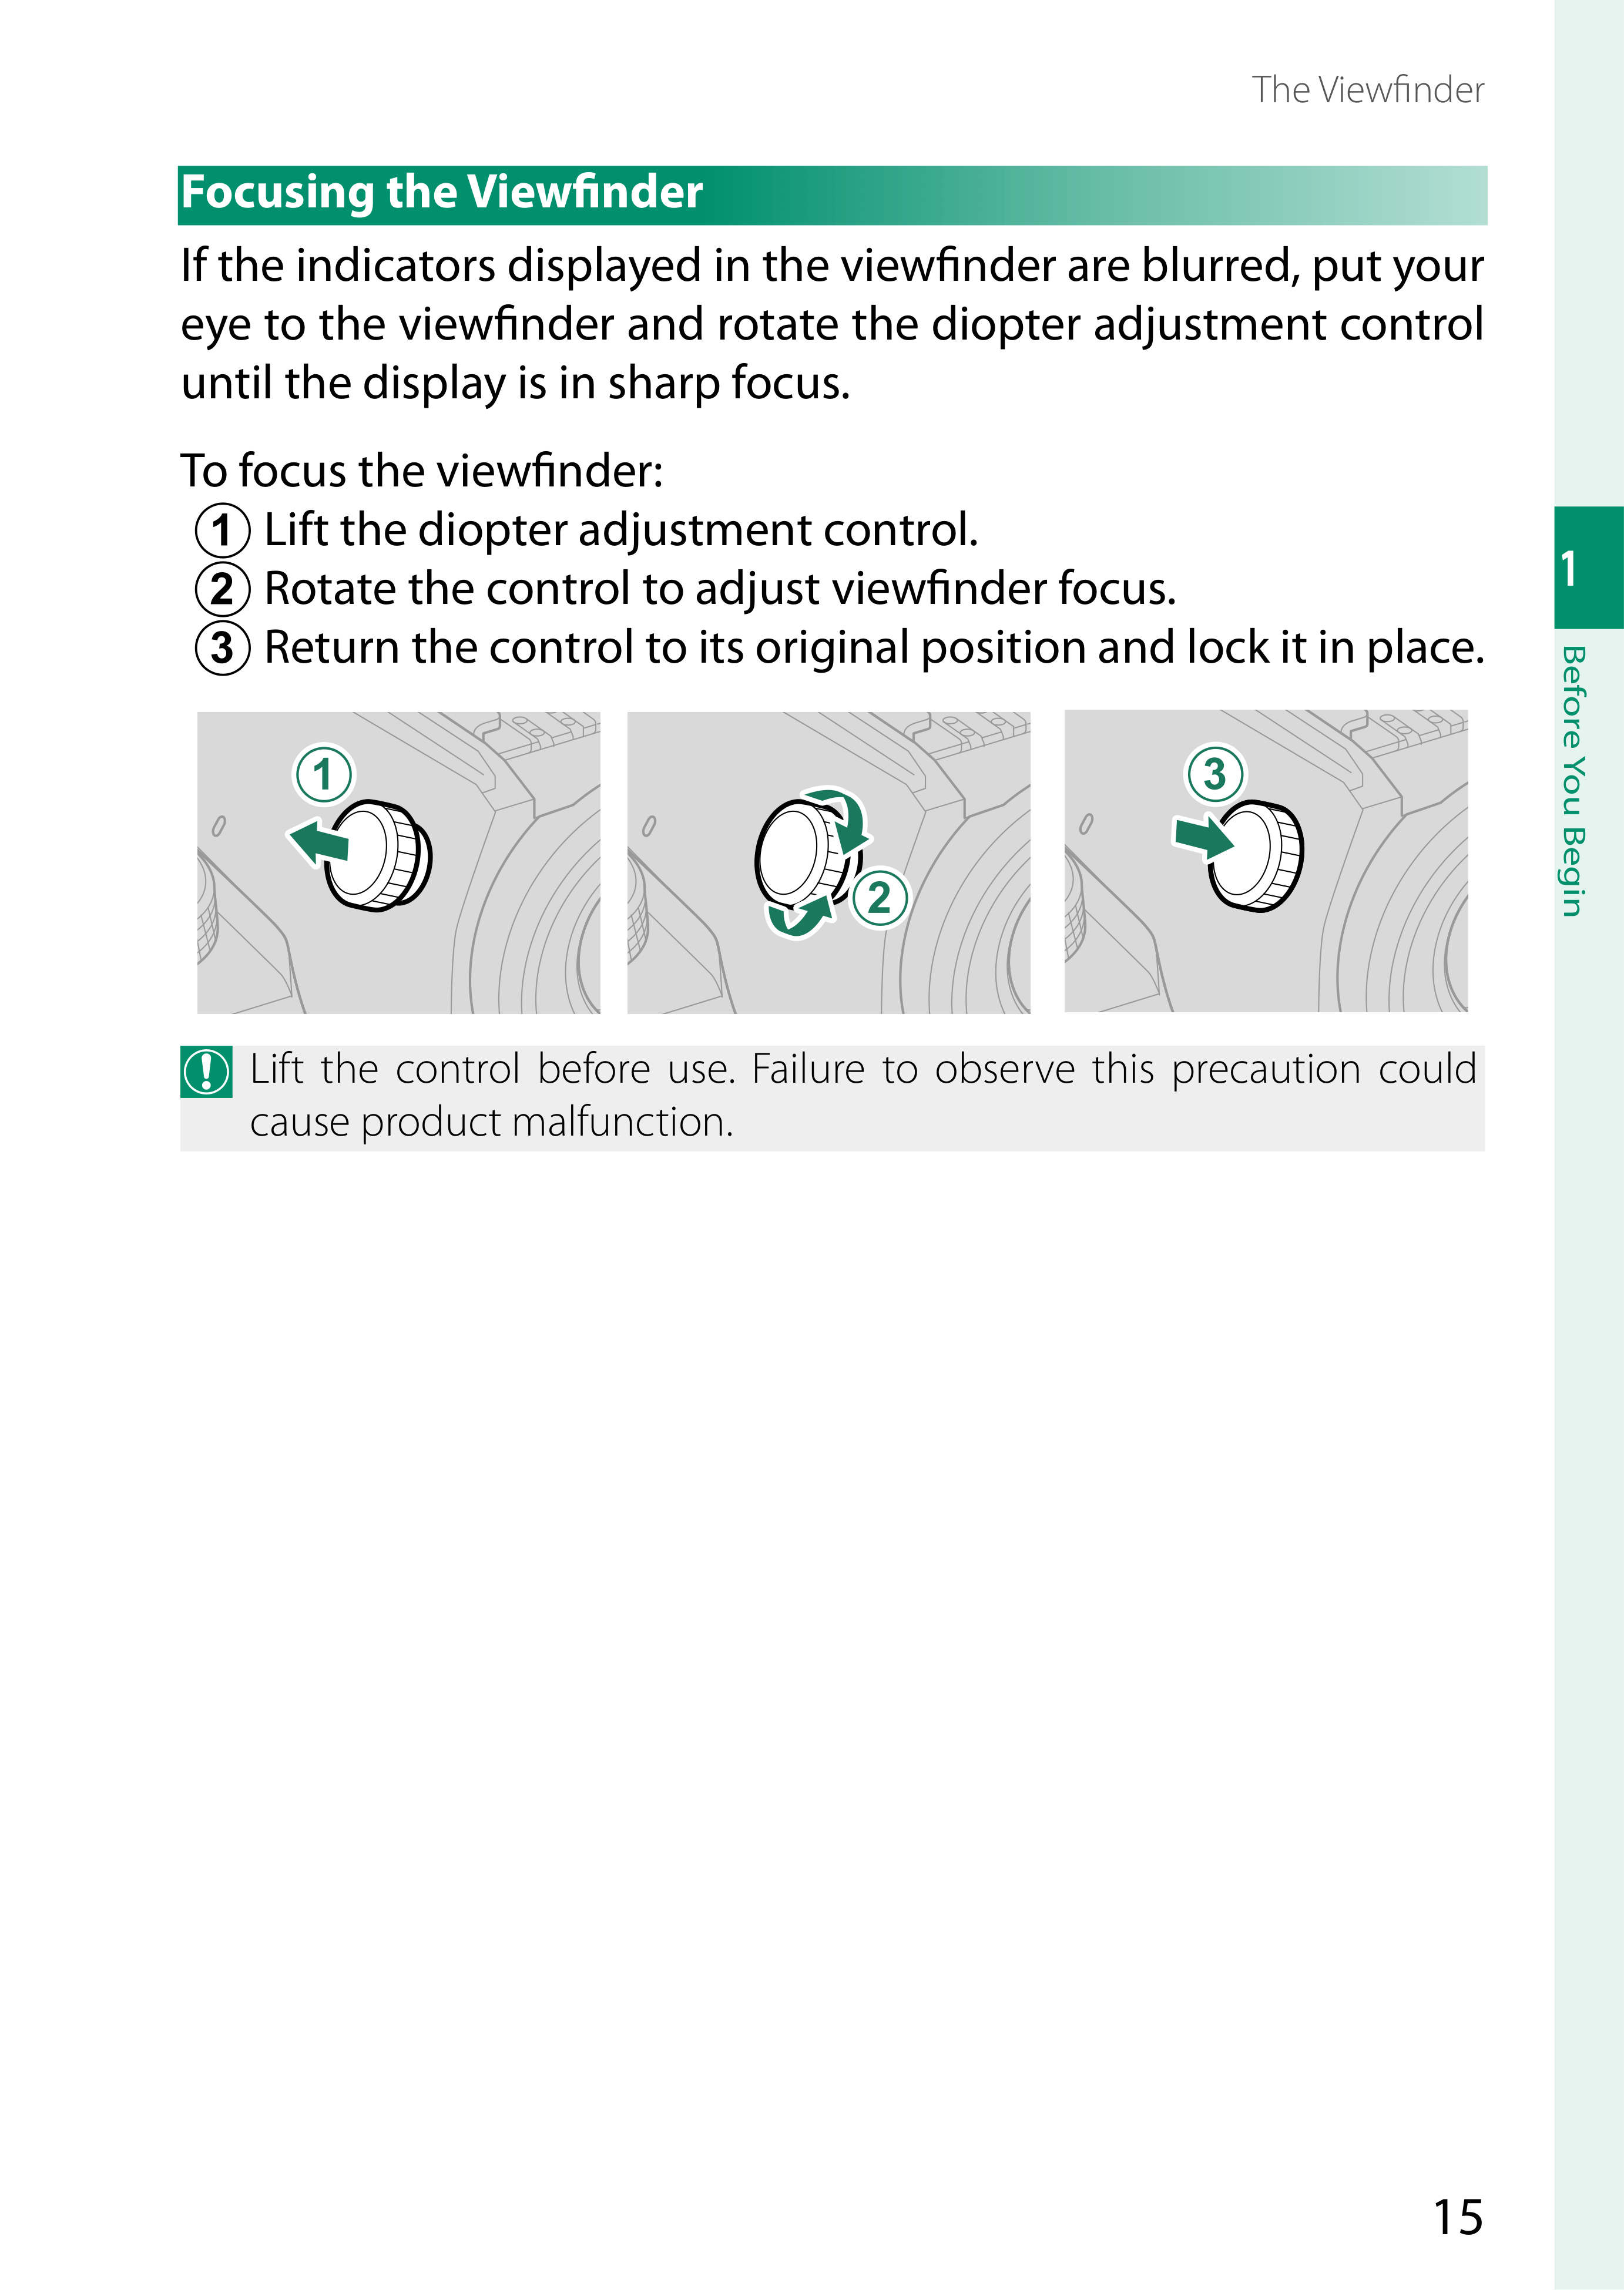 The Viewfinder
Focusing the Viewfinder
If the indicators displayed in the viewfinder are blurred, put your
eye to the viewfinder and rotate the diopter adjustment control
until the display is in sharp focus.
To focus the viewfinder:
1 Lift the diopter adjustment control.
2 Rotate the control to adjust viewfinder focus.
3 Return the control to its original position and lock it in place.
1
2
3
Lift the control before use. Failure to observe this precaution could
cause product malfunction.
1
Before You Begin
15